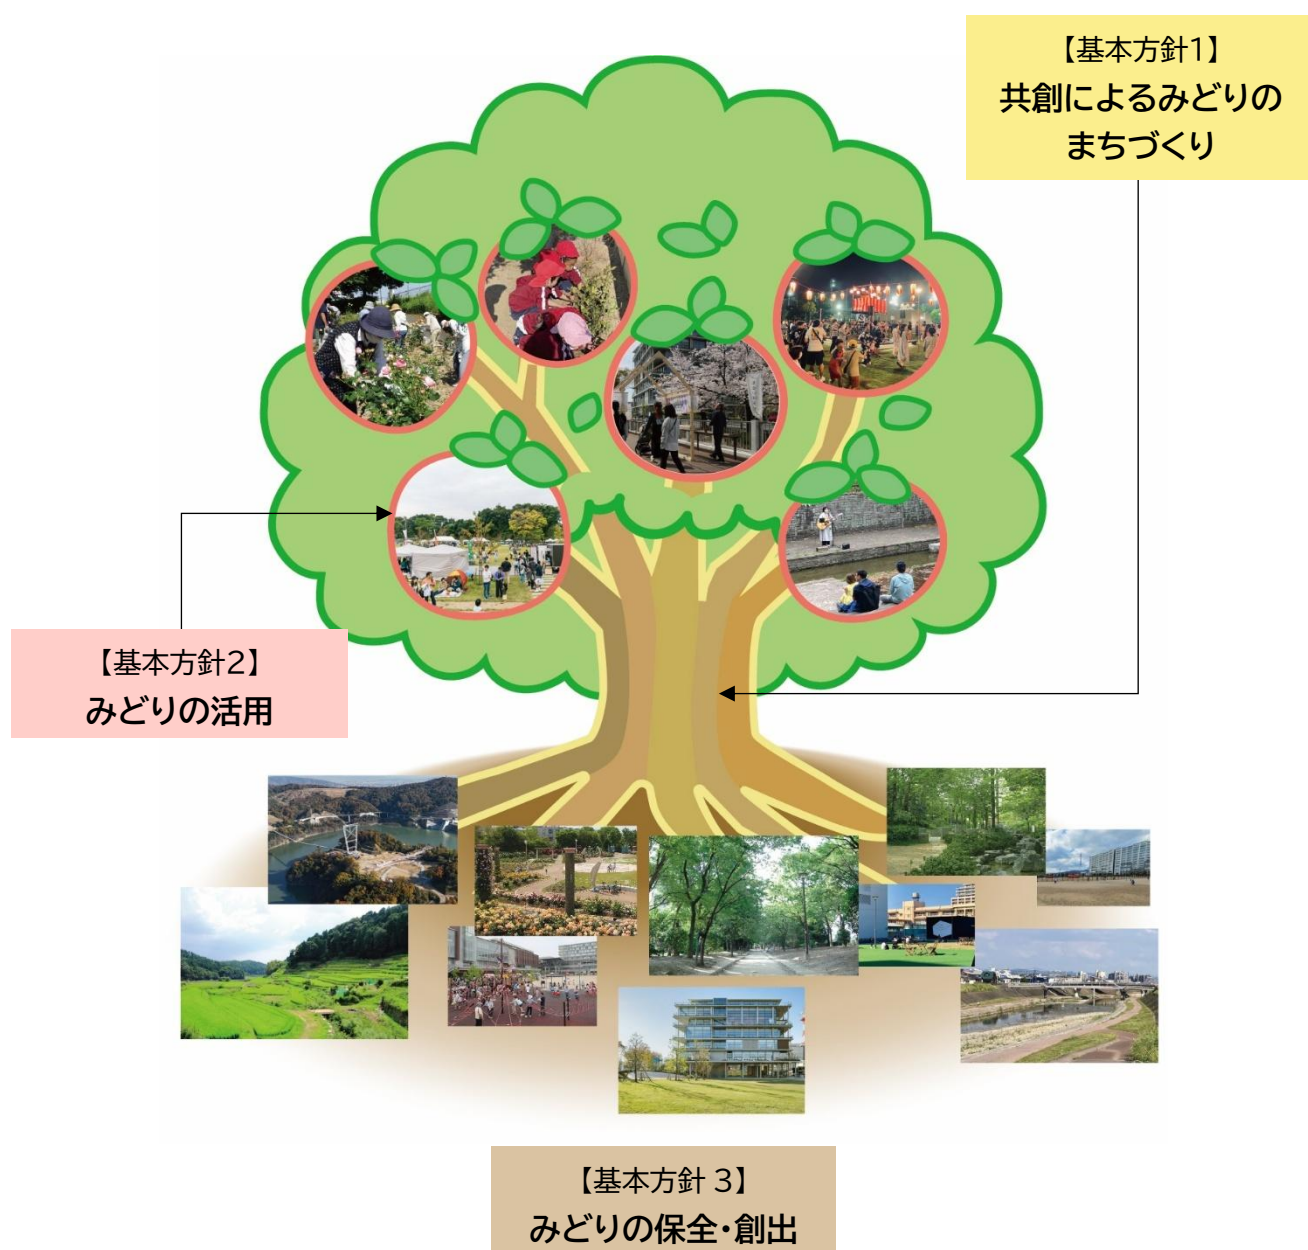 【基本方針1】
共創によるみどりの
まちづくり
【基本方針2】
みどりの活用
【基本方針 3】
みどりの保全・創出